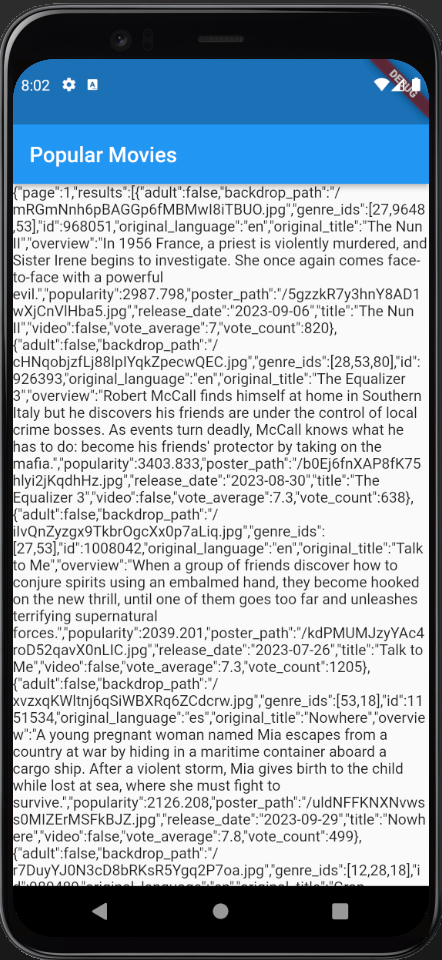 8:02
A
DEBUG
Popular Movies
{"page":1,"results":[{"adult":false,"backdrop_path":"/
mRGmNnh6pBAGGp6fMBMwI8iTBUO.jpg","genre_ids":[27,9648
,53],"id":968051,"original_language":"en","original_title":"The Nun
II","overview":"In 1956 France, a priest is violently murdered, and
Sister Irene begins to investigate. She once again comes face-
to-face with a powerful
evil.","popularity":2987.798,"poster_path":"/5gzzkR7y3hnY8AD1
wXjCnVlHba5.jpg","release_date":"2023-09-06","title":"The Nun
II","video":false,"vote_average":7,"vote_count":820},
{"adult":false,"backdrop_path":"/
cHNqobjzfLj88lpIYqkZpecwQEC.jpg","genre_ids":[28,53,80],"id":
926393,"original_language":"en","original_title":"The Equalizer
3","overview":"Robert McCall finds himself at home in Southern
Italy but he discovers his friends are under the control of local
crime bosses. As events turn deadly, McCall knows what he
has to do: become his friends' protector by taking on the
mafia.","popularity":3403.833,"poster_path":"/b0Ej6fnXAP8fK75
hlyi2jKqdhHz.jpg","release_date":"2023-08-30","title":"The
Equalizer 3","video":false,"vote_average":7.3,"vote_count":638},
{"adult":false,"backdrop_path":"/
iIvQnZyzgx9TkbrOgcXx0p7aLiq.jpg","genre_ids":
[27,53],"id":1008042,"original_language":"en","original_title":"Talk
to Me","overview":"When a group of friends discover how to
conjure spirits using an embalmed hand, they become hooked
on the new thrill, until one of them goes too far and unleashes
terrifying supernatural
forces.","popularity":2039.201,"poster_path":"/kdPMUMJzyYAc4
roD52qavX0nLIC.jpg","release_date":"2023-07-26","title":"Talk to
Me","video":false,"vote_average":7.3,"vote_count":1205},
{"adult":false,"backdrop_path":"/
xvzxqKWltnj6qSiWBXRq6ZCdcrw.jpg","genre_ids":[53,18],"id":11
51534,"original_language":"es","original_title":"Nowhere","overvie
w":"A young pregnant woman named Mia escapes from a
country at war by hiding in a maritime container aboard a
cargo ship. After a violent storm, Mia gives birth to the child
while lost at sea, where she must fight to
survive.","popularity":2126.208,"poster_path":"/uldNFFKNXNvws
s0MIZErMSFkBJZ.jpg","release_date":"2023-09-29","title":"Nowh
ere","video":false,"vote_average":7.8,"vote_count":499},
{"adult":false,"backdrop_path":"/
r7DuyYJ0N3cD8bRKsR5Ygq2P7oa.jpg","genre_ids":[12,28,18],"i